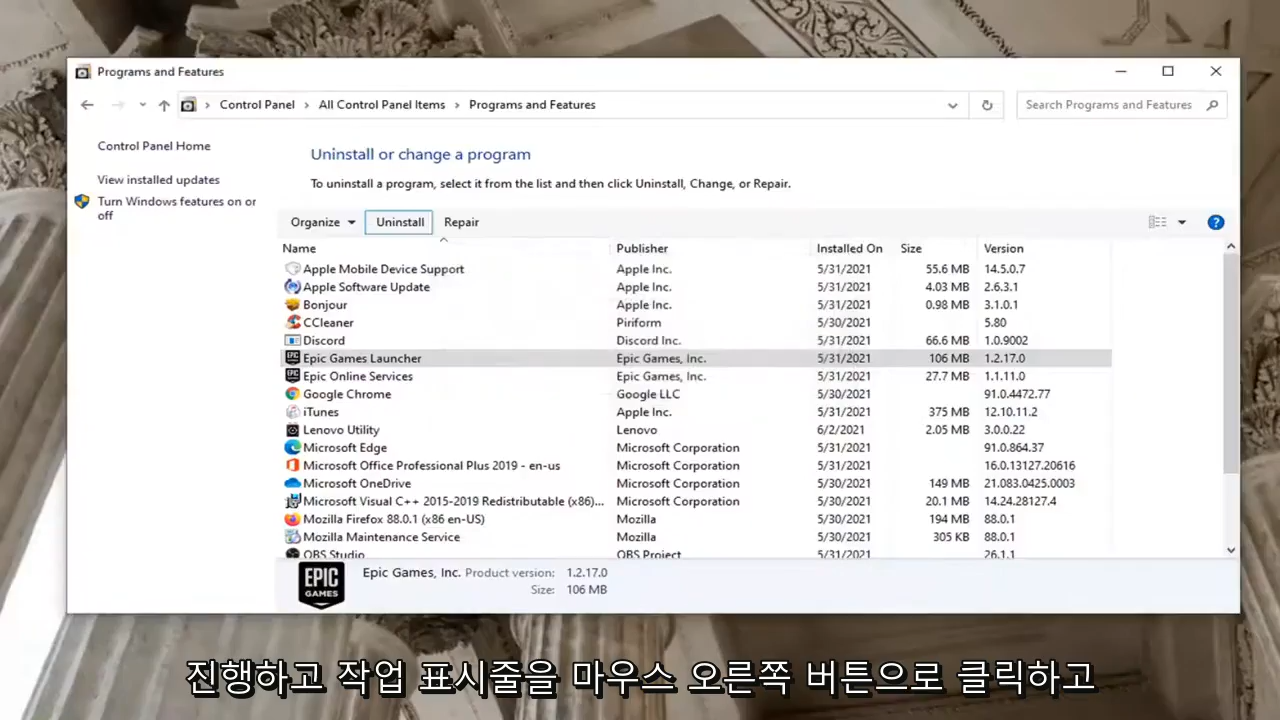 Programs and Features
Control Panel > All Control Panel Items > Programs and Features
Search Programs and Features
Control Panel Home
View installed updates
Turn Windows features on or
off
Uninstall or change a program
To uninstall a program, select it from the list and then click Uninstall, Change, or Repair.
Organize Uninstall Repair
Name Publisher Installed On Size Version
Apple Mobile Device Support Apple Inc. 5/31/2021 55.6 MB 14.5.0.7
Apple Software Update Apple Inc. 5/31/2021 4.03 MB 2.6.3.1
Bonjour Apple Inc. 5/31/2021 0.98 MB 3.1.0.1
CCleaner Piriform 5/30/2021 5.80
Discord Discord Inc. 5/31/2021 66.6 MB 1.0.9002
Epic Games Launcher Epic Games, Inc. 5/31/2021 106 MB 1.2.17.0
Epic Online Services Epic Games, Inc. 5/31/2021 27.7 MB 1.1.11.0
Google Chrome Google LLC 5/30/2021 91.0.4472.77
iTunes Apple Inc. 5/31/2021 375 MB 12.10.11.2
Lenovo Utility Lenovo 6/2/2021 2.05 MB 3.0.0.22
Microsoft Edge Microsoft Corporation 5/31/2021 91.0.864.37
Microsoft Office Professional Plus 2019 - en-us Microsoft Corporation 5/31/2021 16.0.13127.20616
Microsoft OneDrive Microsoft Corporation 5/30/2021 149 MB 21.083.0425.0003
Microsoft Visual C++ 2015-2019 Redistributable (x86)... Microsoft Corporation 5/30/2021 20.1 MB 14.24.28127.4
Mozilla Firefox 88.0.1 (x86 en-US) Mozilla 5/30/2021 194 MB 88.0.1
Mozilla Maintenance Service Mozilla 5/30/2021 305 KB 88.0.1
OBS Studio OBS Project 5/31/2021 26.1.1
EPIC
GAMES
Epic Games, Inc. Product version: 1.2.17.0
Size: 106 MB
진행하고 작업 표시줄을 마우스 오른쪽 버튼으로 클릭하고